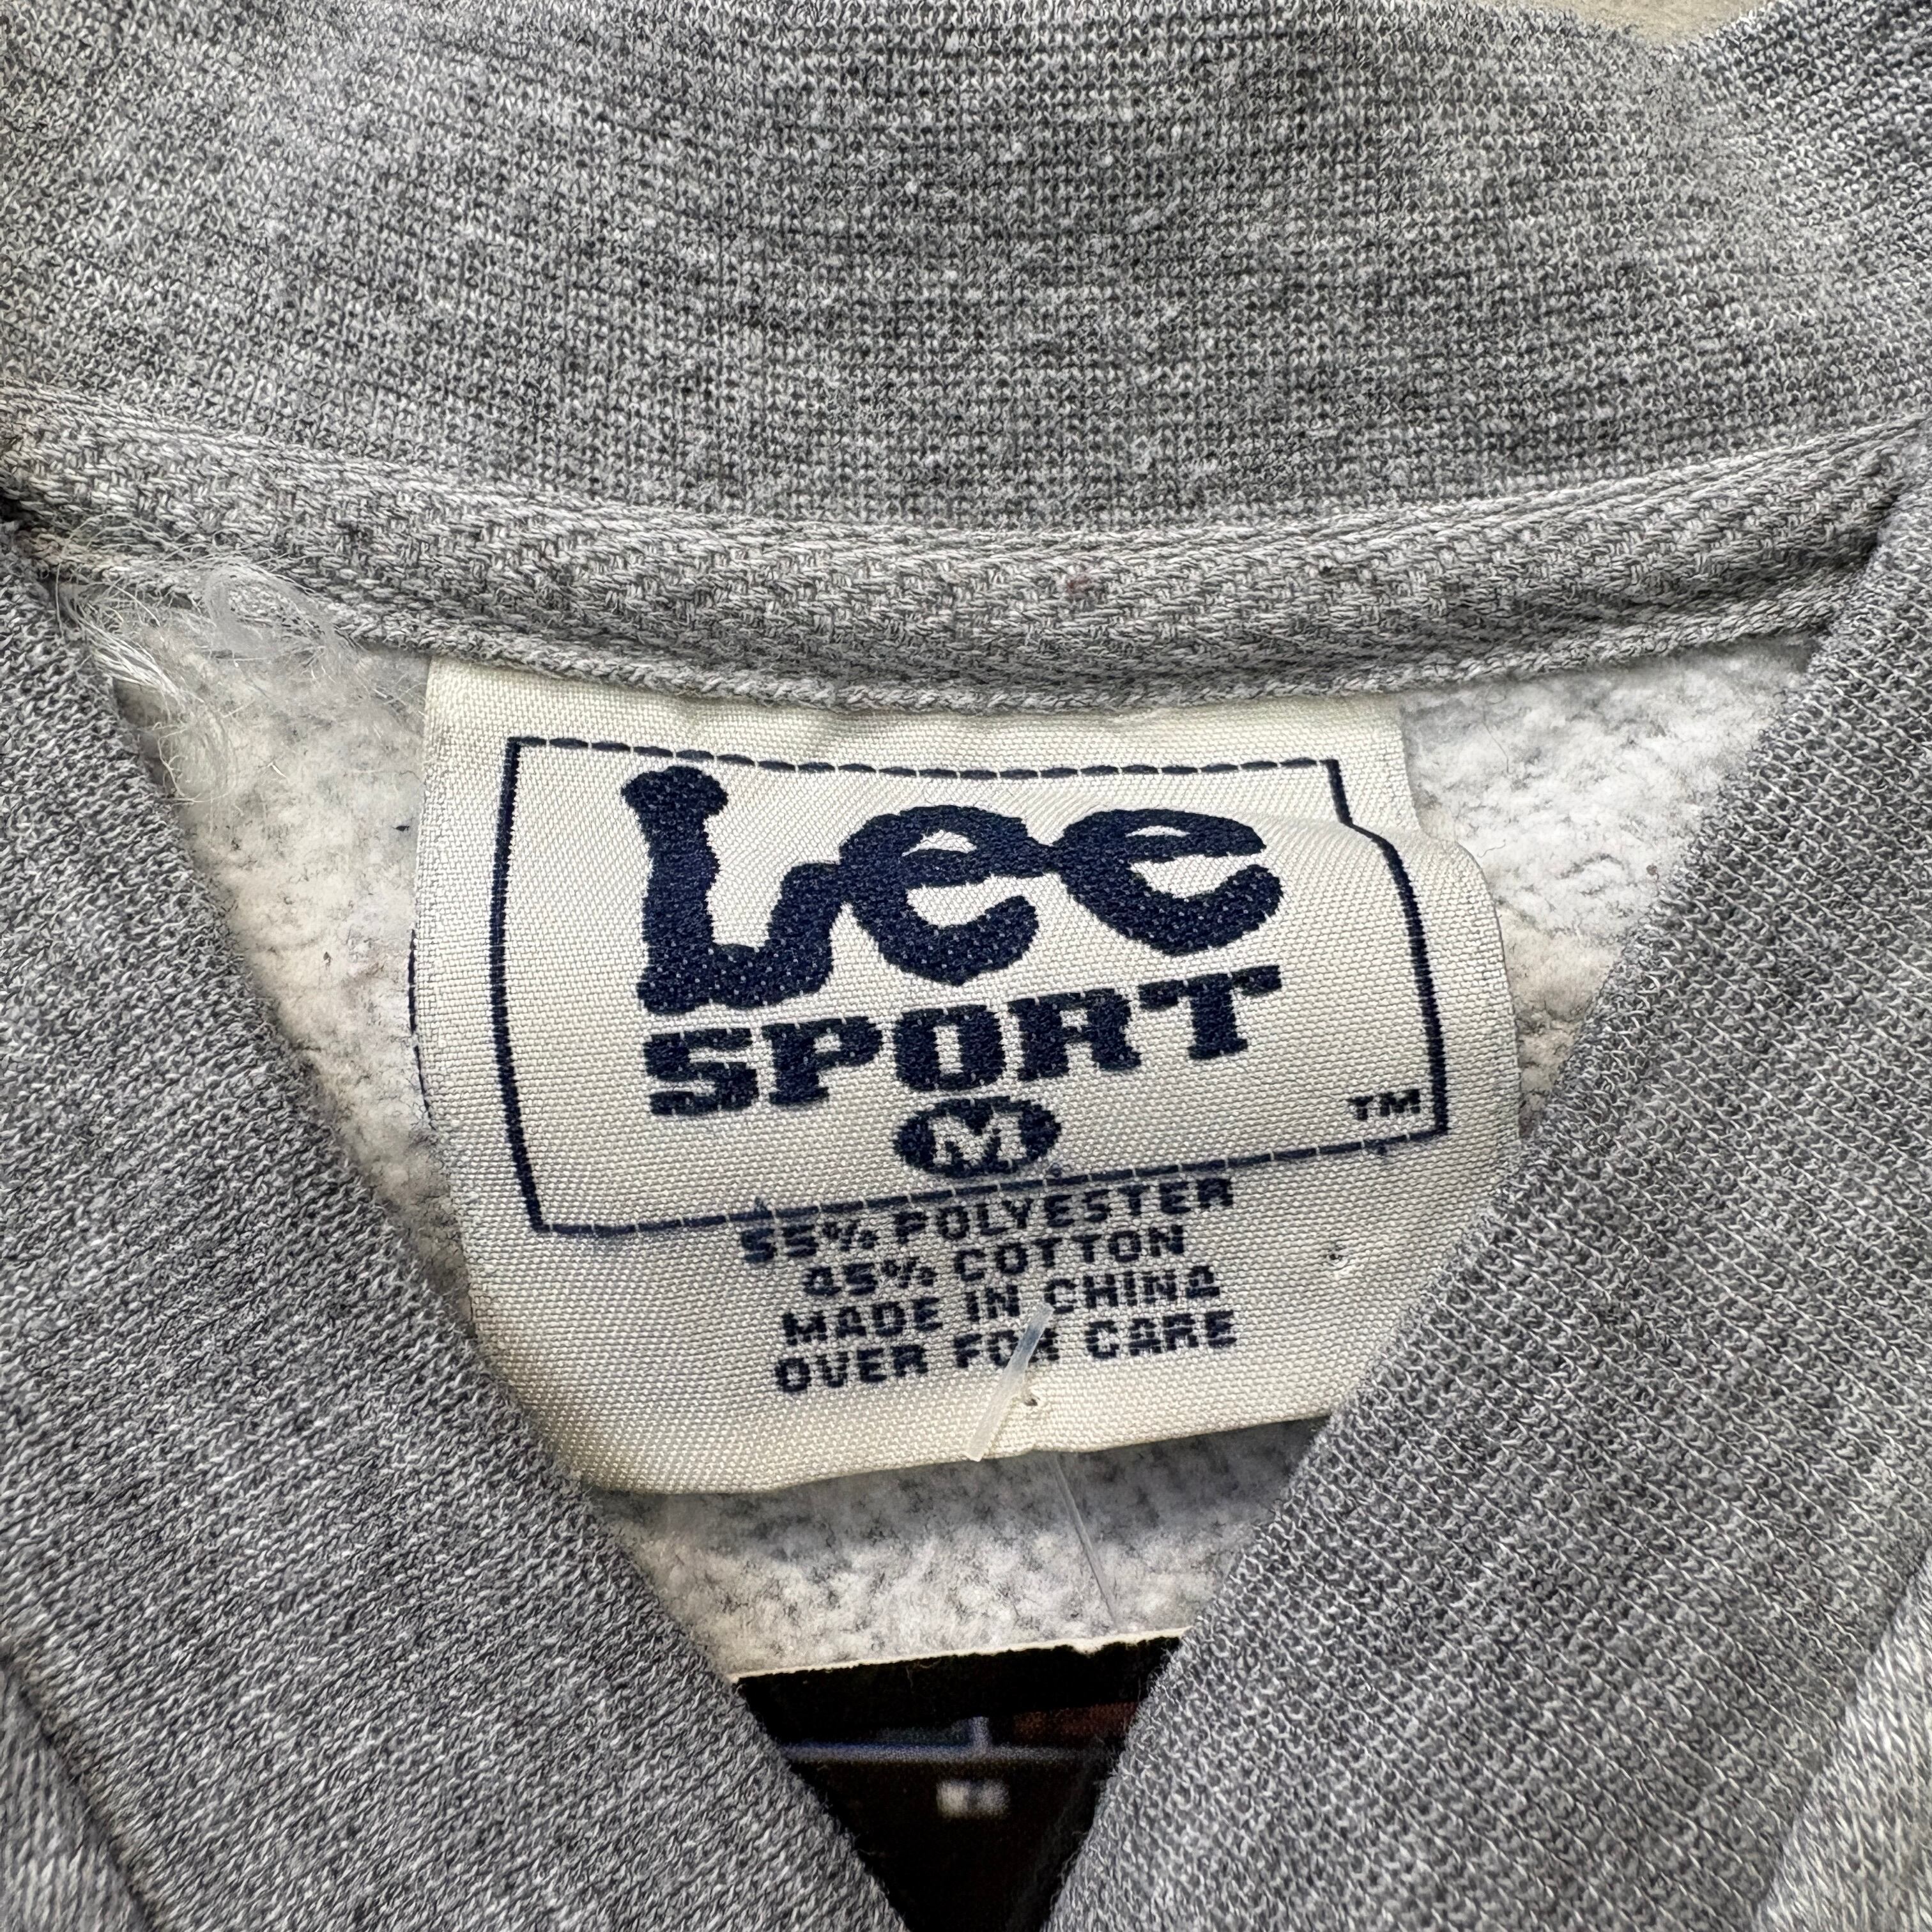 Lee
SPORT
M
TM
55% POLYESTER
45% COTTON
MADE IN CHINA
OVER FOR CARE